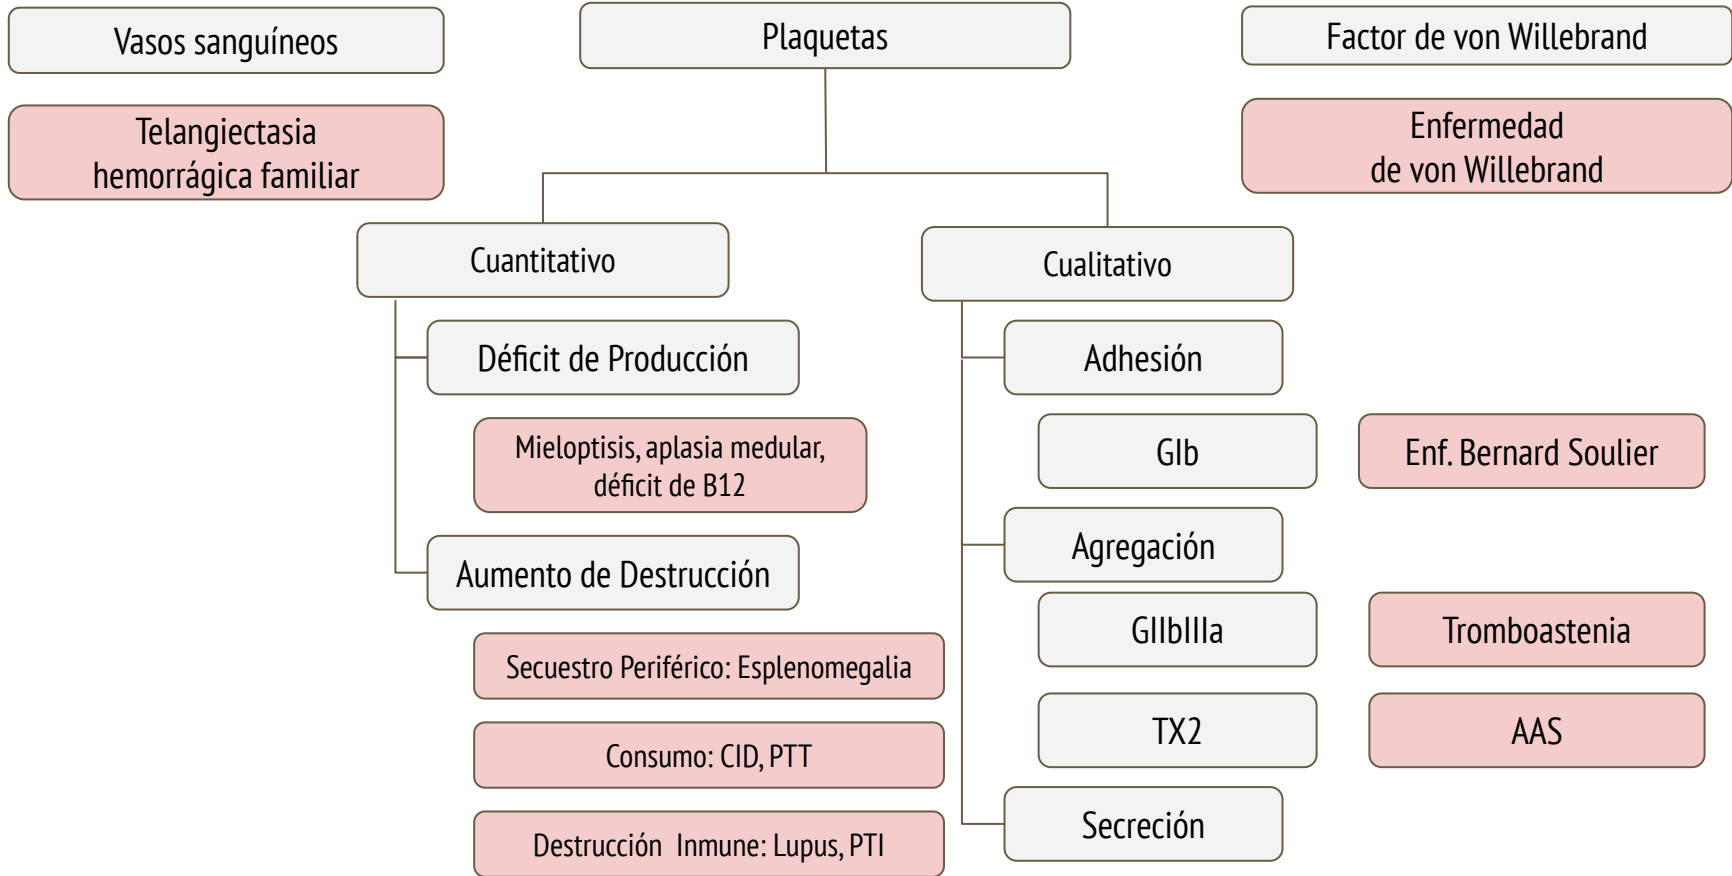 Vasos sanguíneos
Plaquetas
Factor de von Willebrand
Telangiectasia
hemorrágica familiar
Enfermedad
de von Willebrand
Cuantitativo
Cualitativo
Déficit de Producción
Mieloptisis, aplasia medular,
déficit de B12
Aumento de Destrucción
Secuestro Periférico: Esplenomegalia
Consumo: CID, PTT
Destrucción Inmune: Lupus, PTI
Adhesión
GIb
Enf. Bernard Soulier
Agregación
GIIbIIIa
Tromboastenia
TX2
AAS
Secreción